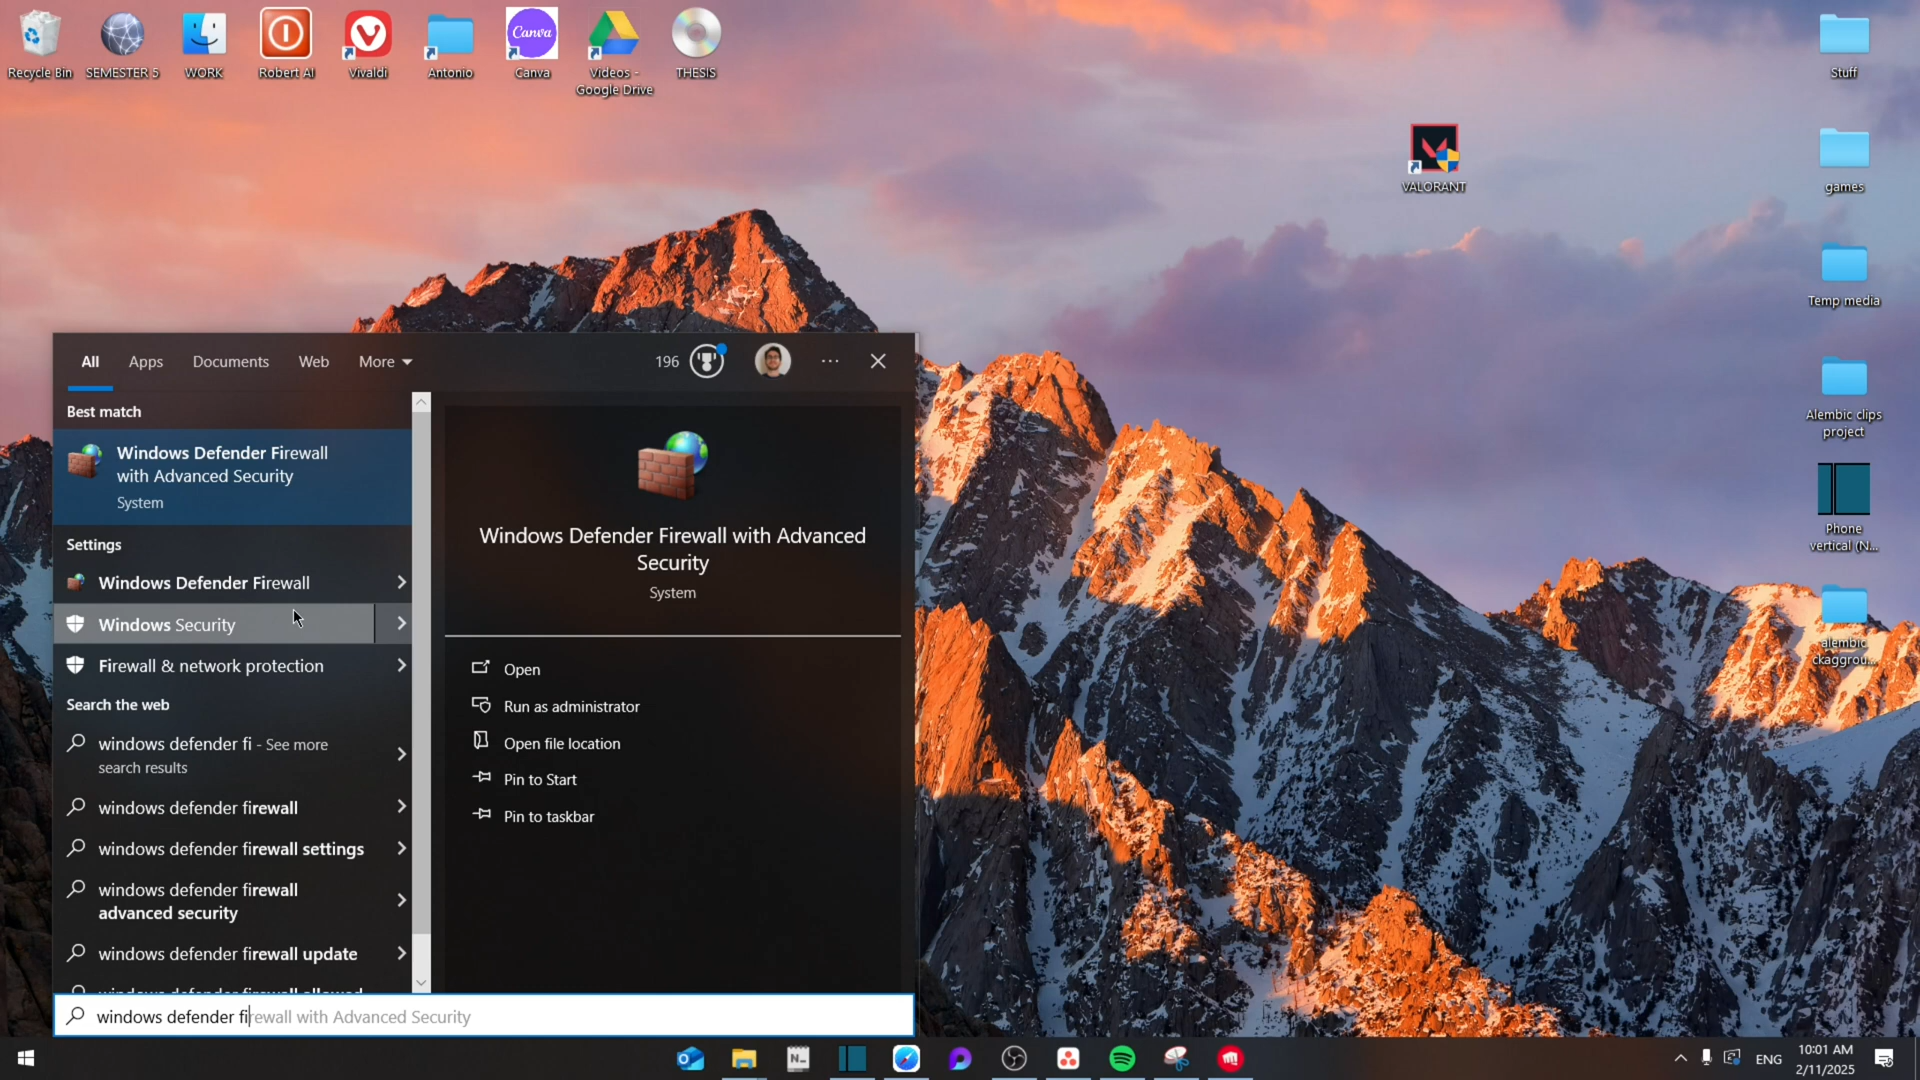 Recycle Bin
SEMESTER 5
WORK
Robert AI
Vivaldi
Antonio
Canva
Canva
Videos -
Google Drive
THESIS
Stuff
VALORANT
games
Temp media
Alembic clips
project
Phone
vertical (N...
alembic
ckaggrou...
All
Apps
Documents
Web
More
196
Best match
Windows Defender Firewall
with Advanced Security
System
Settings
Windows Defender Firewall
Windows Security
Firewall & network protection
Search the web
windows defender fi - See more
search results
windows defender firewall
windows defender firewall settings
windows defender firewall
advanced security
windows defender firewall update
windows defender firewall allowed
Windows Defender Firewall with Advanced
Security
System
Open
Run as administrator
Open file location
Pin to Start
Pin to taskbar
windows defender firewall with Advanced Security
ENG
10:01 AM
2/11/2025